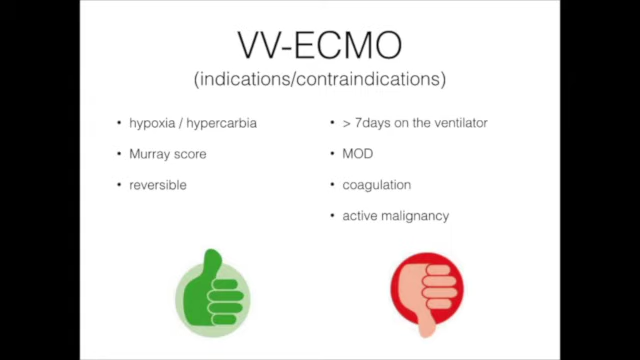 VV-ECMO
(indications/contraindications)
• hypoxia / hypercarbia
• Murray score
• reversible
• > 7days on the ventilator
• MOD
• coagulation
• active malignancy